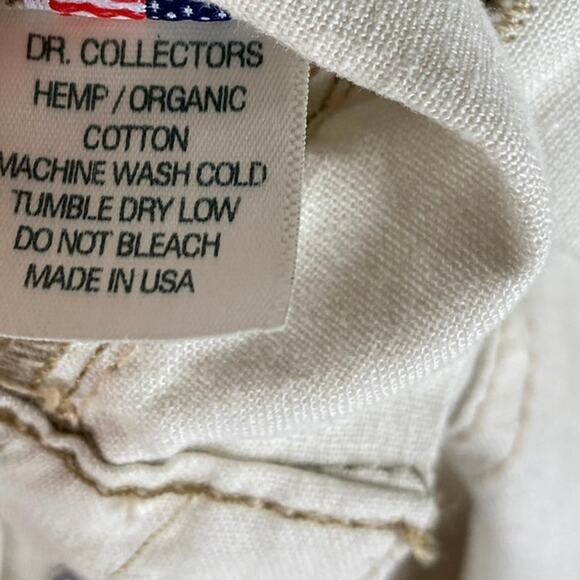 DR. COLLECTORS
HEMP / ORGANIC
COTTON
MACHINE WASH COLD
TUMBLE DRY LOW
DO NOT BLEACH
MADE IN USA